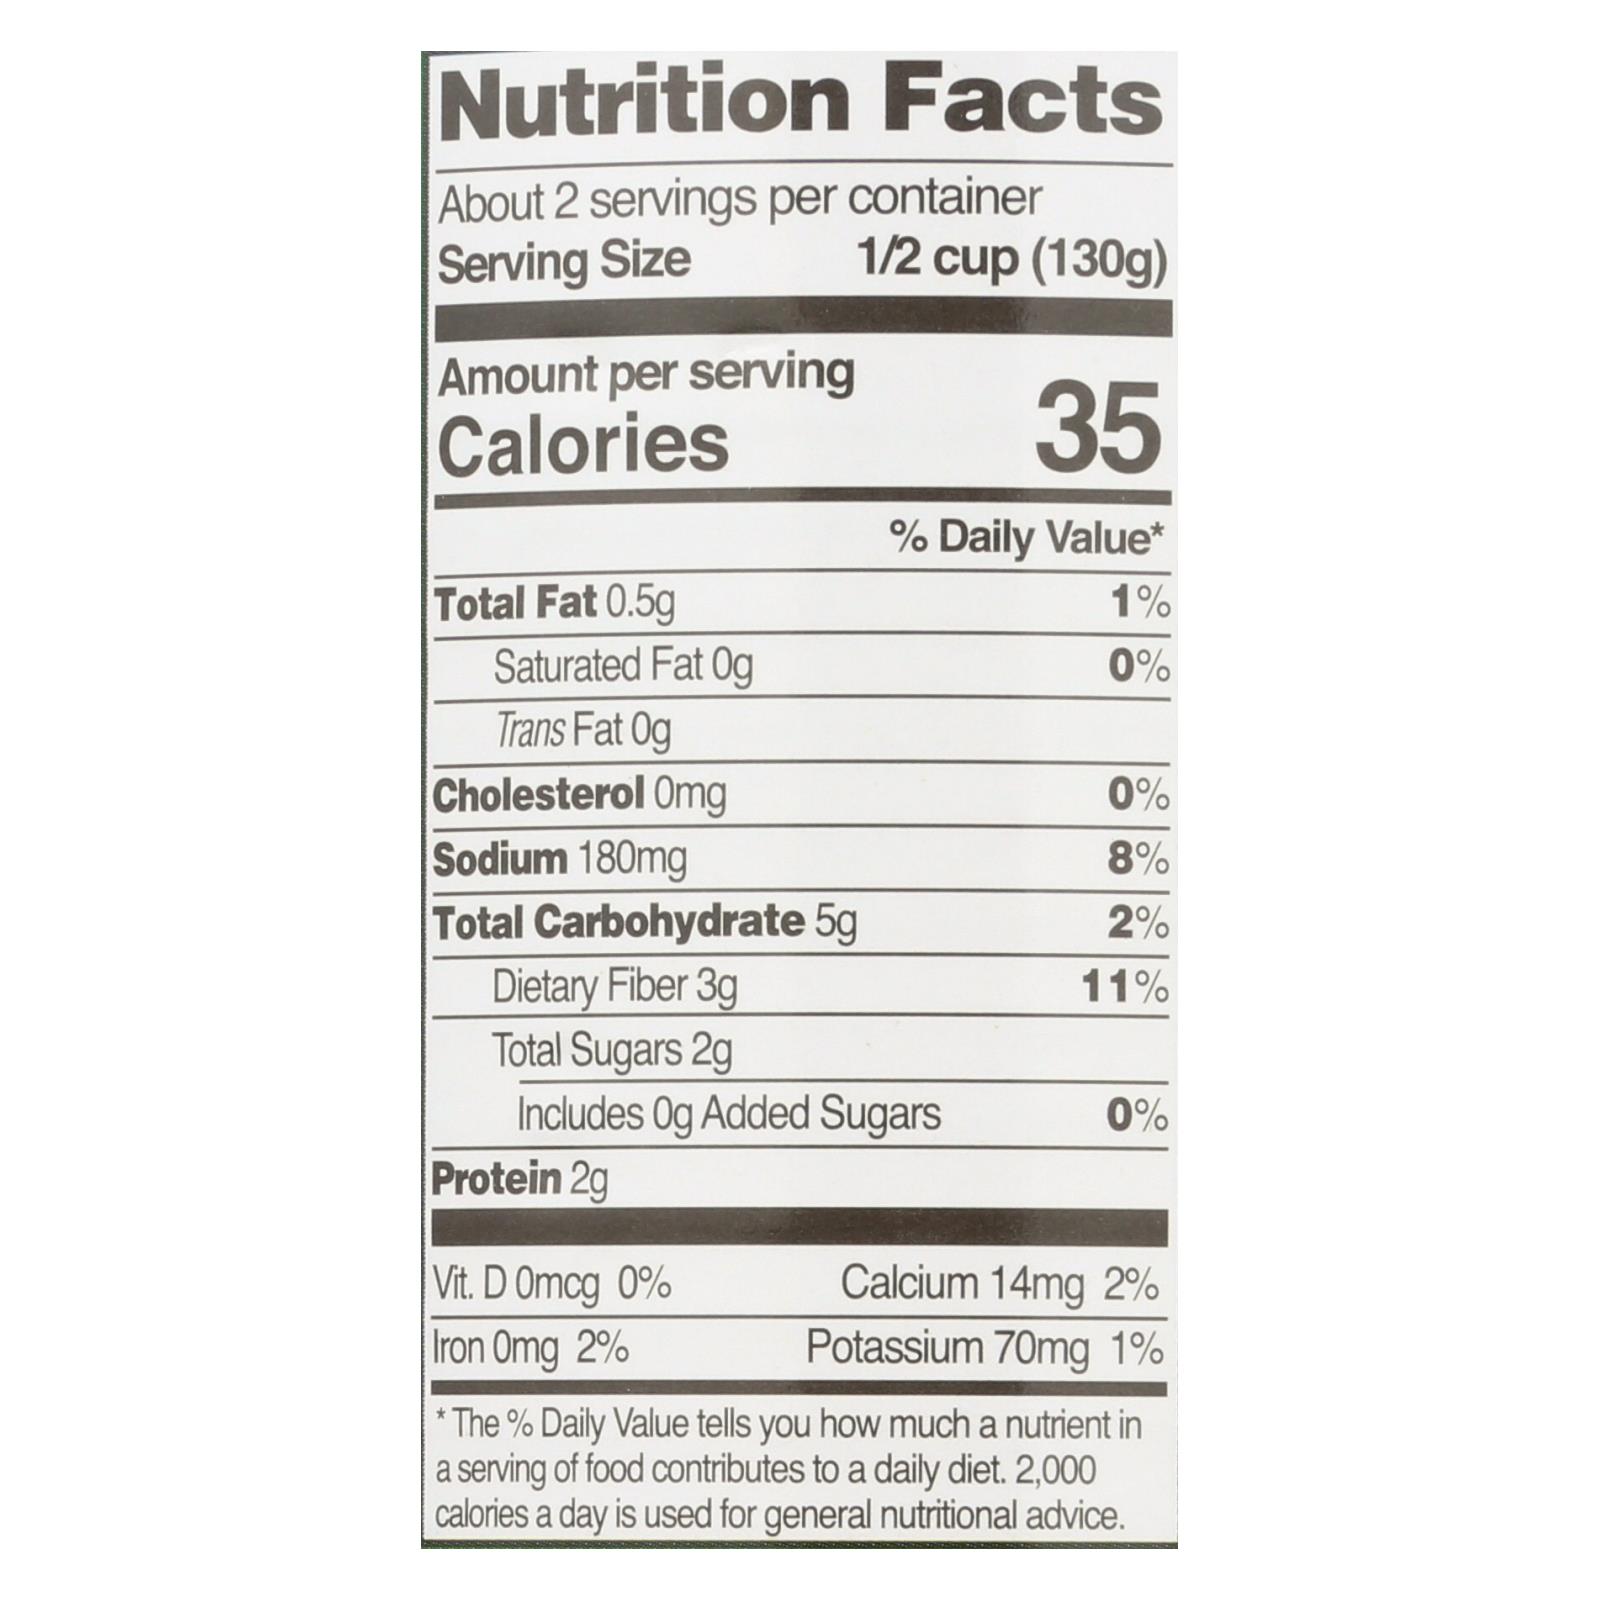 Nutrition Facts
About 2 servings per container
Serving Size 1/2 cup (130g)
Amount per serving
Calories 35
% Daily Value*
Total Fat 0.5g 1%
Saturated Fat 0g 0%
Trans Fat 0g
Cholesterol 0mg 0%
Sodium 180mg 8%
Total Carbohydrate 5g 2%
Dietary Fiber 3g 11%
Total Sugars 2g
Includes 0g Added Sugars 0%
Protein 2g
Vit. D 0mcg 0% Calcium 14mg 2%
Iron 0mg 2% Potassium 70mg 1%
* The % Daily Value tells you how much a nutrient in
a serving of food contributes to a daily diet. 2,000
calories a day is used for general nutritional advice.